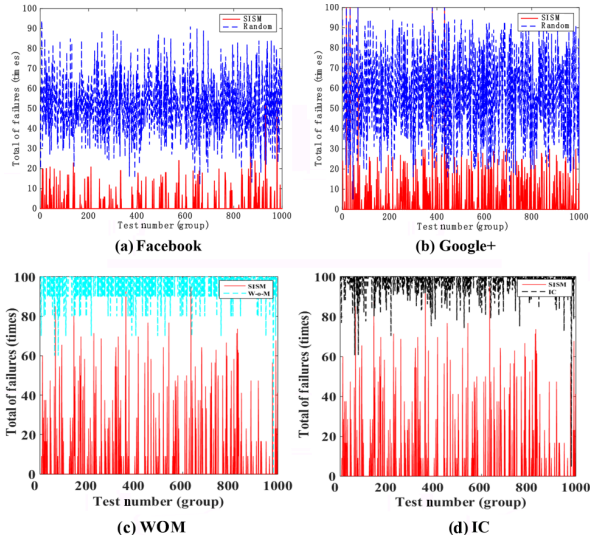 SISM
Random
Total of failures (times)
100
90
80
70
60
50
40
30
20
10
0
0 200 400 600 800 1000
Test number (group)
(a) Facebook
SISM
Random
Total of failures (times)
100
90
80
70
60
50
40
30
20
10
0
0 200 400 600 800 1000
Test number (group)
(b) Google+
SISM
W-o-M
Total of failures (times)
100
80
60
40
20
0
0 200 400 600 800 1000
Test number (group)
(c) WOM
SISM
IC
Total of failures (times)
100
80
60
40
20
0
0 200 400 600 800 1000
Test number (group)
(d) IC